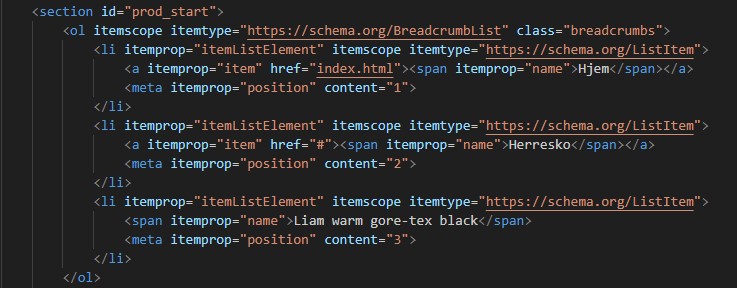 <section id="prod_start">
<ol itemscope itemtype="https://schema.org/BreadcrumbList" class="breadcrumbs">
<li itemprop="itemListElement" itemscope itemtype="https://schema.org/ListItem">
<a itemprop="item" href="index.html"><span itemprop="name">Hjem</span></a>
<meta itemprop="position" content="1">
</li>
<li itemprop="itemListElement" itemscope itemtype="https://schema.org/ListItem">
<a itemprop="item" href="#"><span itemprop="name">Herresko</span></a>
<meta itemprop="position" content="2">
</li>
<li itemprop="itemListElement" itemscope itemtype="https://schema.org/ListItem">
<span itemprop="name">Liam warm gore-tex black</span>
<meta itemprop="position" content="3">
</li>
</ol>